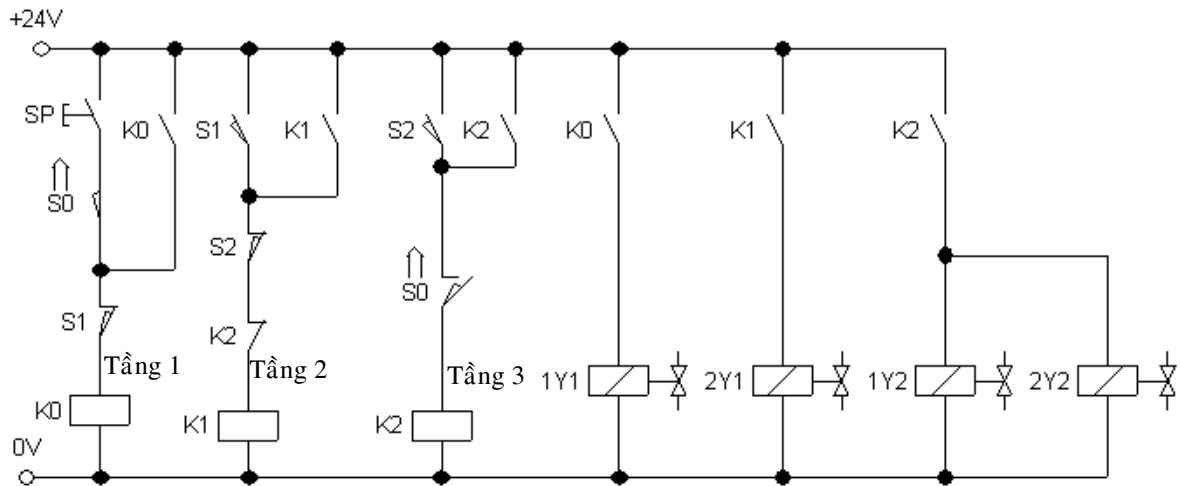 +24V
SP
K0
S1
K1
S2
K2
K0
K1
K2
S0
S2
S0
S1
K2
Tầng 1
Tầng 2
Tầng 3
1Y1
2Y1
1Y2
2Y2
K0
K1
K2
0V